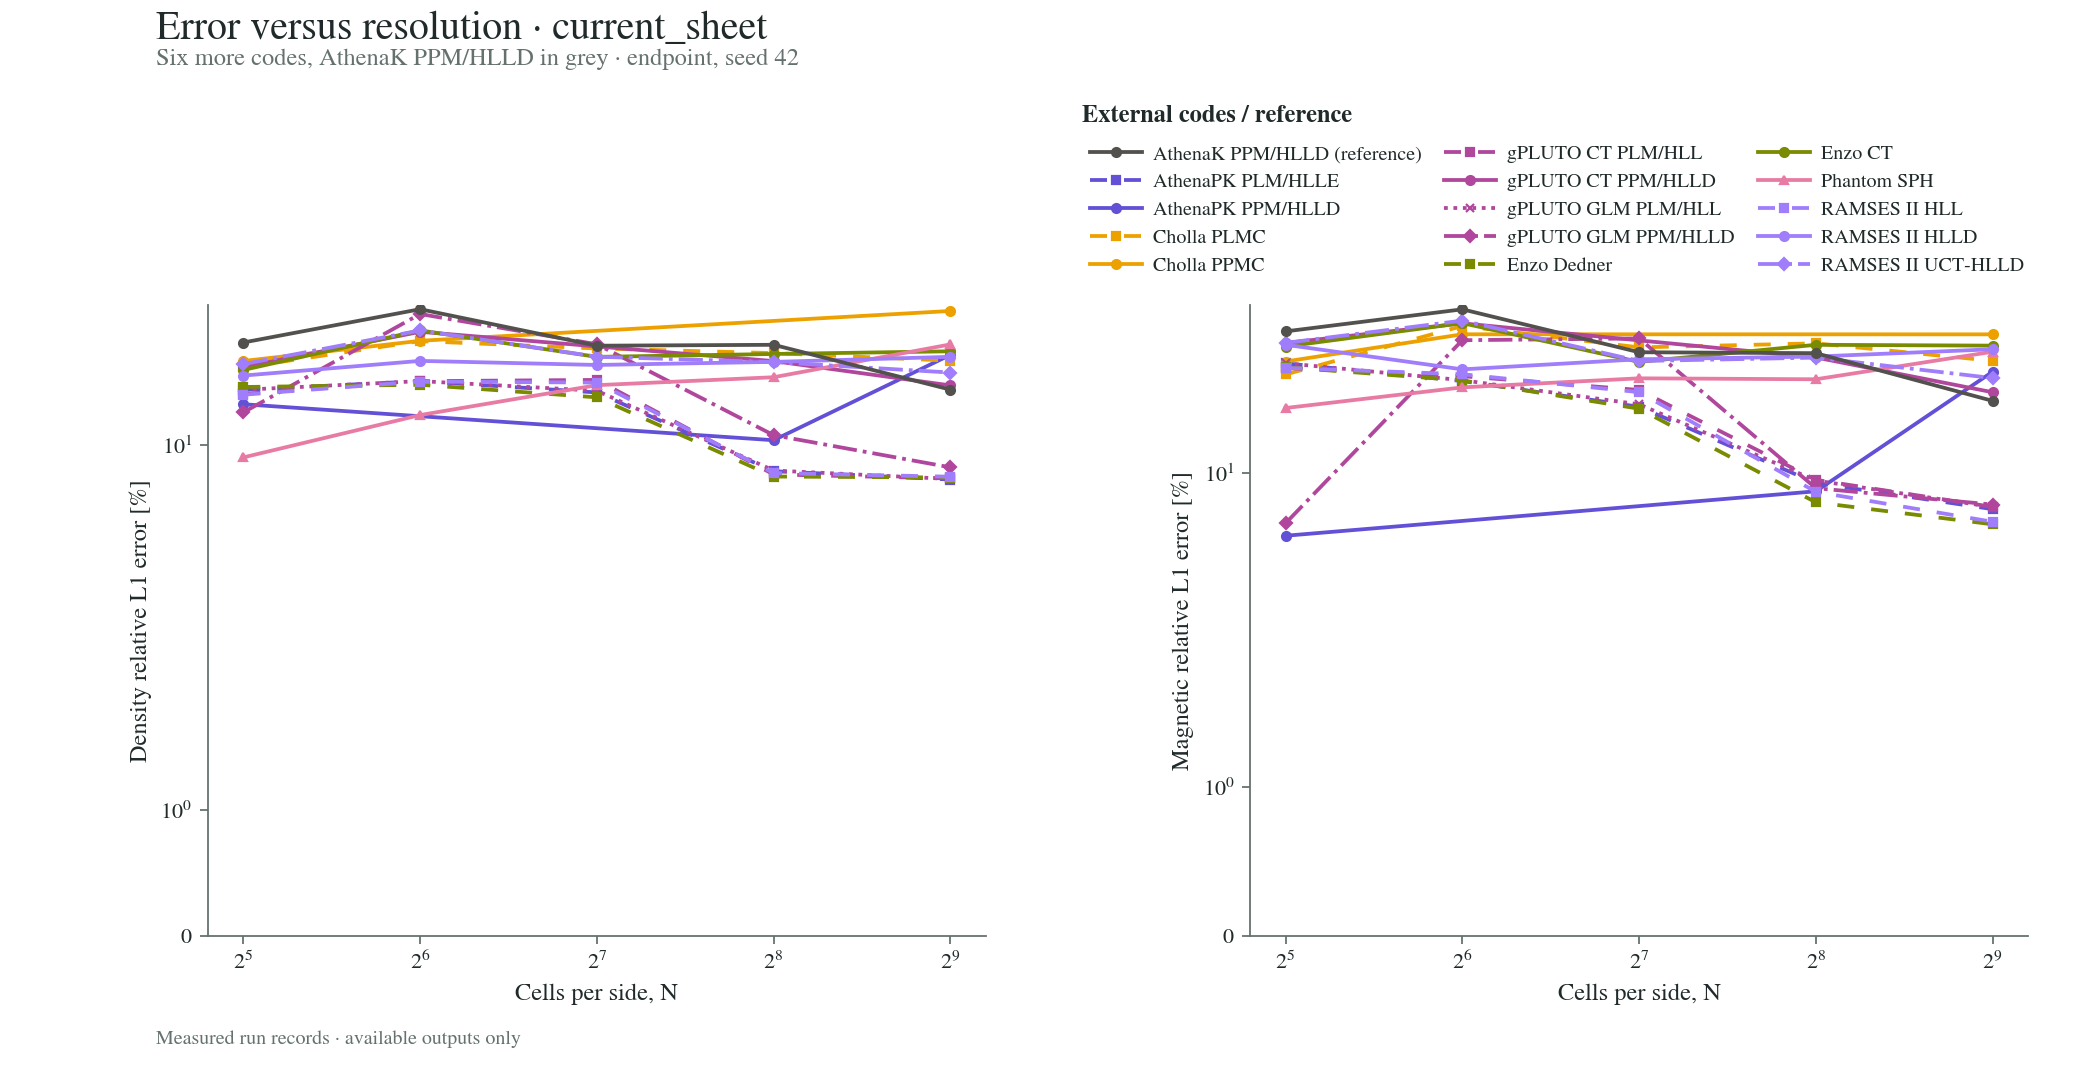 Error versus resolution · current_sheet
Six more codes, AthenaK PPM/HLLD in grey · endpoint, seed 42
External codes / reference
AthenaK PPM/HLLD (reference)
AthenaPK PLM/HLLE
AthenaPK PPM/HLLD
Cholla PLMC
Cholla PPMC
gPLUTO CT PLM/HLL
gPLUTO CT PPM/HLLD
gPLUTO GLM PLM/HLL
gPLUTO GLM PPM/HLLD
Enzo Dedner
Enzo CT
Phantom SPH
RAMSES II HLL
RAMSES II HLLD
RAMSES II UCT-HLLD
Density relative L1 error [%]
10¹
10⁰
0
2⁵ 2⁶ 2⁷ 2⁸ 2⁹
Cells per side, N
Magnetic relative L1 error [%]
10¹
10⁰
0
2⁵ 2⁶ 2⁷ 2⁸ 2⁹
Cells per side, N
Measured run records · available outputs only